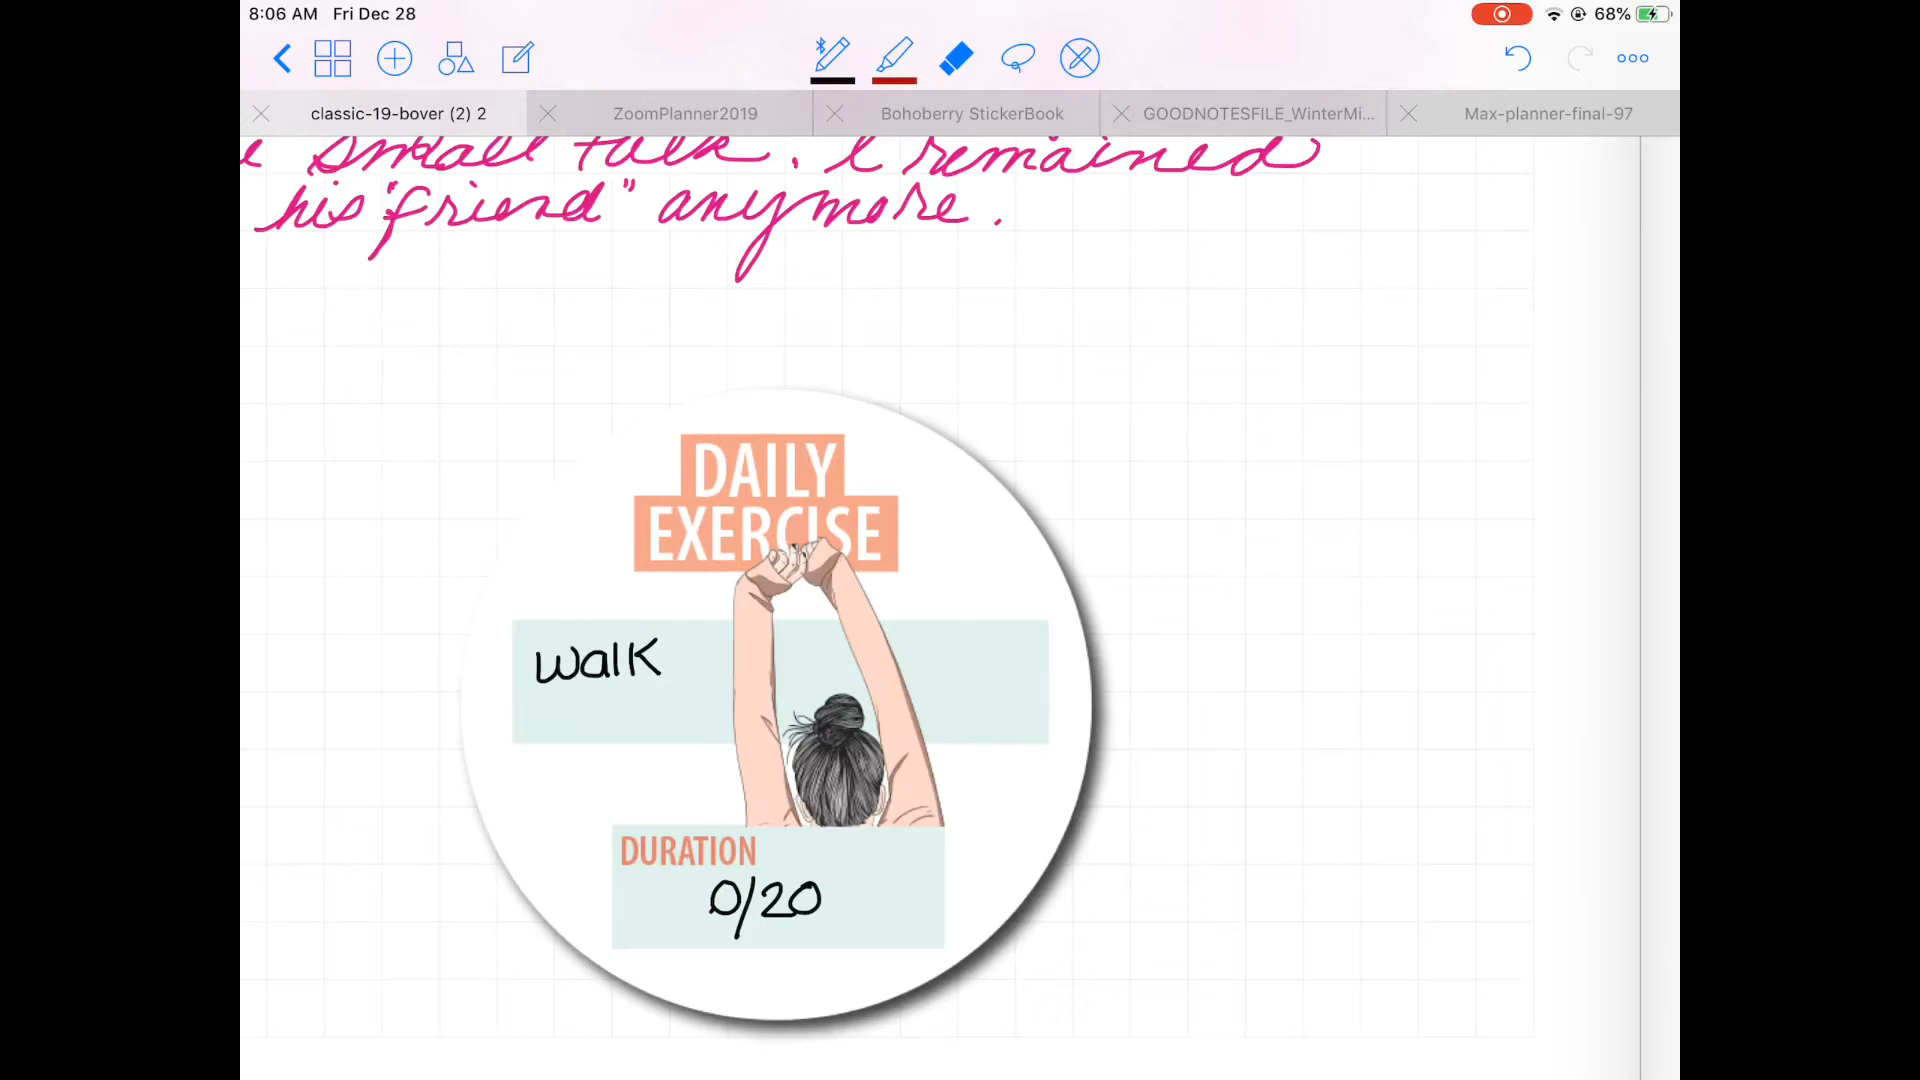 8:06 AM Fri Dec 28
68%
classic-19-bover (2) 2
ZoomPlanner2019
Bohoberry StickerBook
GOODNOTESFILE_WinterMi...
Max-planner-final-97
small talk. I remained
his "friend" anymore.
DAILY
EXERCISE
walk
DURATION
0/20